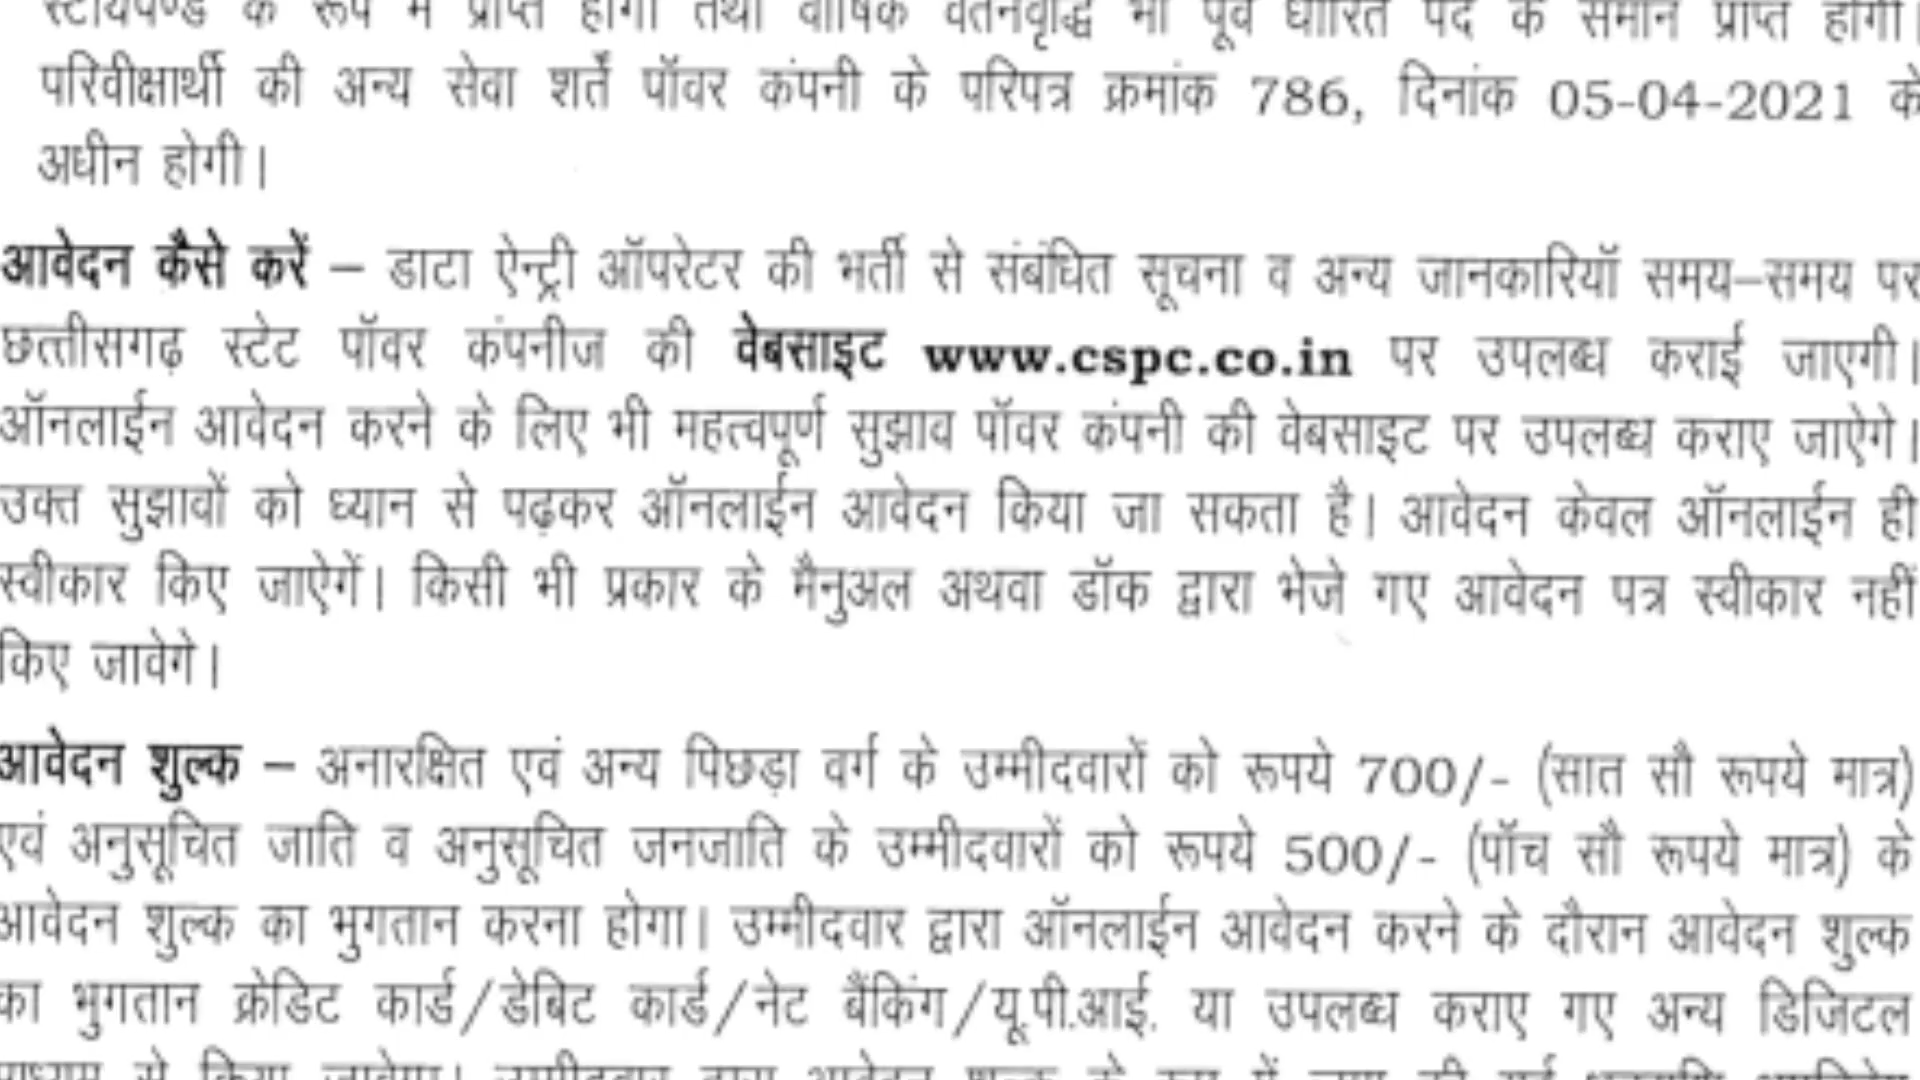 स्टायपेण्ड के रूप में प्राप्त होगी तथा वार्षिक वेतनवृद्धि भी पूर्व धारित पद के समान प्राप्त होगी।
परिवीक्षार्थी की अन्य सेवा शर्तें पॉवर कंपनी के परिपत्र क्रमांक 786, दिनांक 05-04-2021 के
अधीन होगी।
आवेदन कैसे करें – डाटा ऐन्ट्री ऑपरेटर की भर्ती से संबंधित सूचना व अन्य जानकारियॉ समय–समय पर
छत्तीसगढ़ स्टेट पॉवर कंपनीज की वेबसाइट www.cspc.co.in पर उपलब्ध कराई जाएगी।
ऑनलाईन आवेदन करने के लिए भी महत्वपूर्ण सुझाव पॉवर कंपनी की वेबसाइट पर उपलब्ध कराए जाऐगे।
उक्त सुझावों को ध्यान से पढ़कर ऑनलाईन आवेदन किया जा सकता है। आवेदन केवल ऑनलाईन ही
स्वीकार किए जाऐगें। किसी भी प्रकार के मैनुअल अथवा डॉक द्वारा भेजे गए आवेदन पत्र स्वीकार नहीं
किए जावेगे।
आवेदन शुल्क – अनारक्षित एवं अन्य पिछड़ा वर्ग के उम्मीदवारों को रूपये 700/- (सात सौ रूपये मात्र)
एवं अनुसूचित जाति व अनुसूचित जनजाति के उम्मीदवारों को रूपये 500/- (पॉच सौ रूपये मात्र) के
आवेदन शुल्क का भुगतान करना होगा। उम्मीदवार द्वारा ऑनलाईन आवेदन करने के दौरान आवेदन शुल्क
का भुगतान क्रेडिट कार्ड/डेबिट कार्ड/नेट बैंकिंग/यू.पी.आई. या उपलब्ध कराए गए अन्य डिजिटल